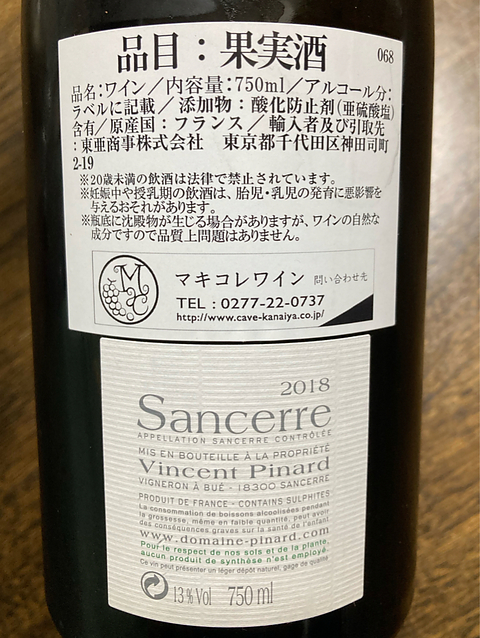 品目：果実酒 068
品名：ワイン／内容量：750ml／アルコール分：
ラベルに記載／添加物：酸化防止剤(亜硫酸塩)
含有／原産国：フランス／輸入者及び引取先
：東亜商事株式会社 東京都千代田区神田司町
2-19
※20歳未満の飲酒は法律で禁止されています。
※妊娠中や授乳期の飲酒は、胎児・乳児の発育に悪影響を
与えるおそれがあります。
※瓶底に沈殿物が生じる場合がありますが、ワインの自然な
成分ですので品質上問題はありません。
M
C
マキコレワイン 問い合わせ先
TEL：0277-22-0737
http://www.cave-kanaiya.co.jp/
2018
Sancerre
APPELLATION SANCERRE CONTRÔLÉE
MIS EN BOUTEILLE À LA PROPRIÉTÉ
Vincent Pinard
VIGNERON À BUÉ - 18300 SANCERRE
PRODUIT DE FRANCE - CONTAINS SULPHITES
La consommation de boissons alcoolisées pendant
la grossesse, même en faible quantité, peut avoir
des conséquences graves sur la santé de l'enfant
www.domaine-pinard.com
Pour le respect de nos sols et de la plante,
aucun produit de synthèse n'est employé.
Ce vin peut présenter un léger dépôt naturel, gage de qualité
13% Vol 750 ml